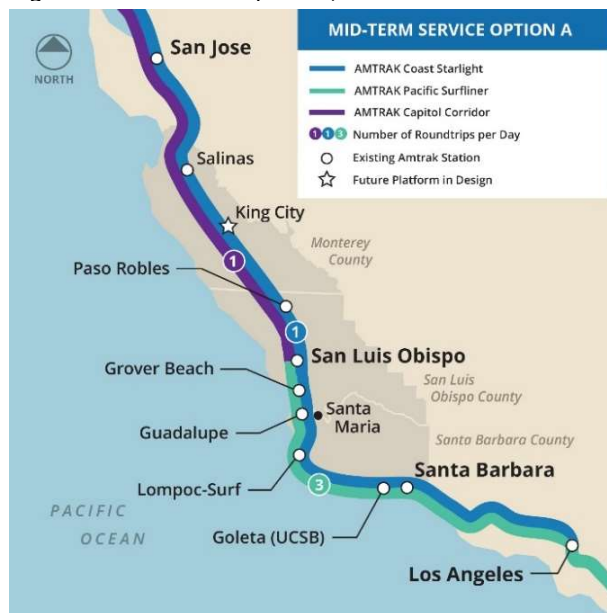 MID-TERM SERVICE OPTION A
AMTRAK Coast Starlight
AMTRAK Pacific Surfliner
AMTRAK Capitol Corridor
1 1 3 Number of Roundtrips per Day
Existing Amtrak Station
Future Platform in Design
NORTH
San Jose
Salinas
King City
Monterey
County
1
Paso Robles
1
San Luis Obispo
Grover Beach
San Luis
Obispo County
Santa
Maria
Guadalupe
Santa Barbara County
Santa Barbara
Lompoc-Surf
3
PACIFIC
OCEAN
Goleta (UCSB)
Los Angeles